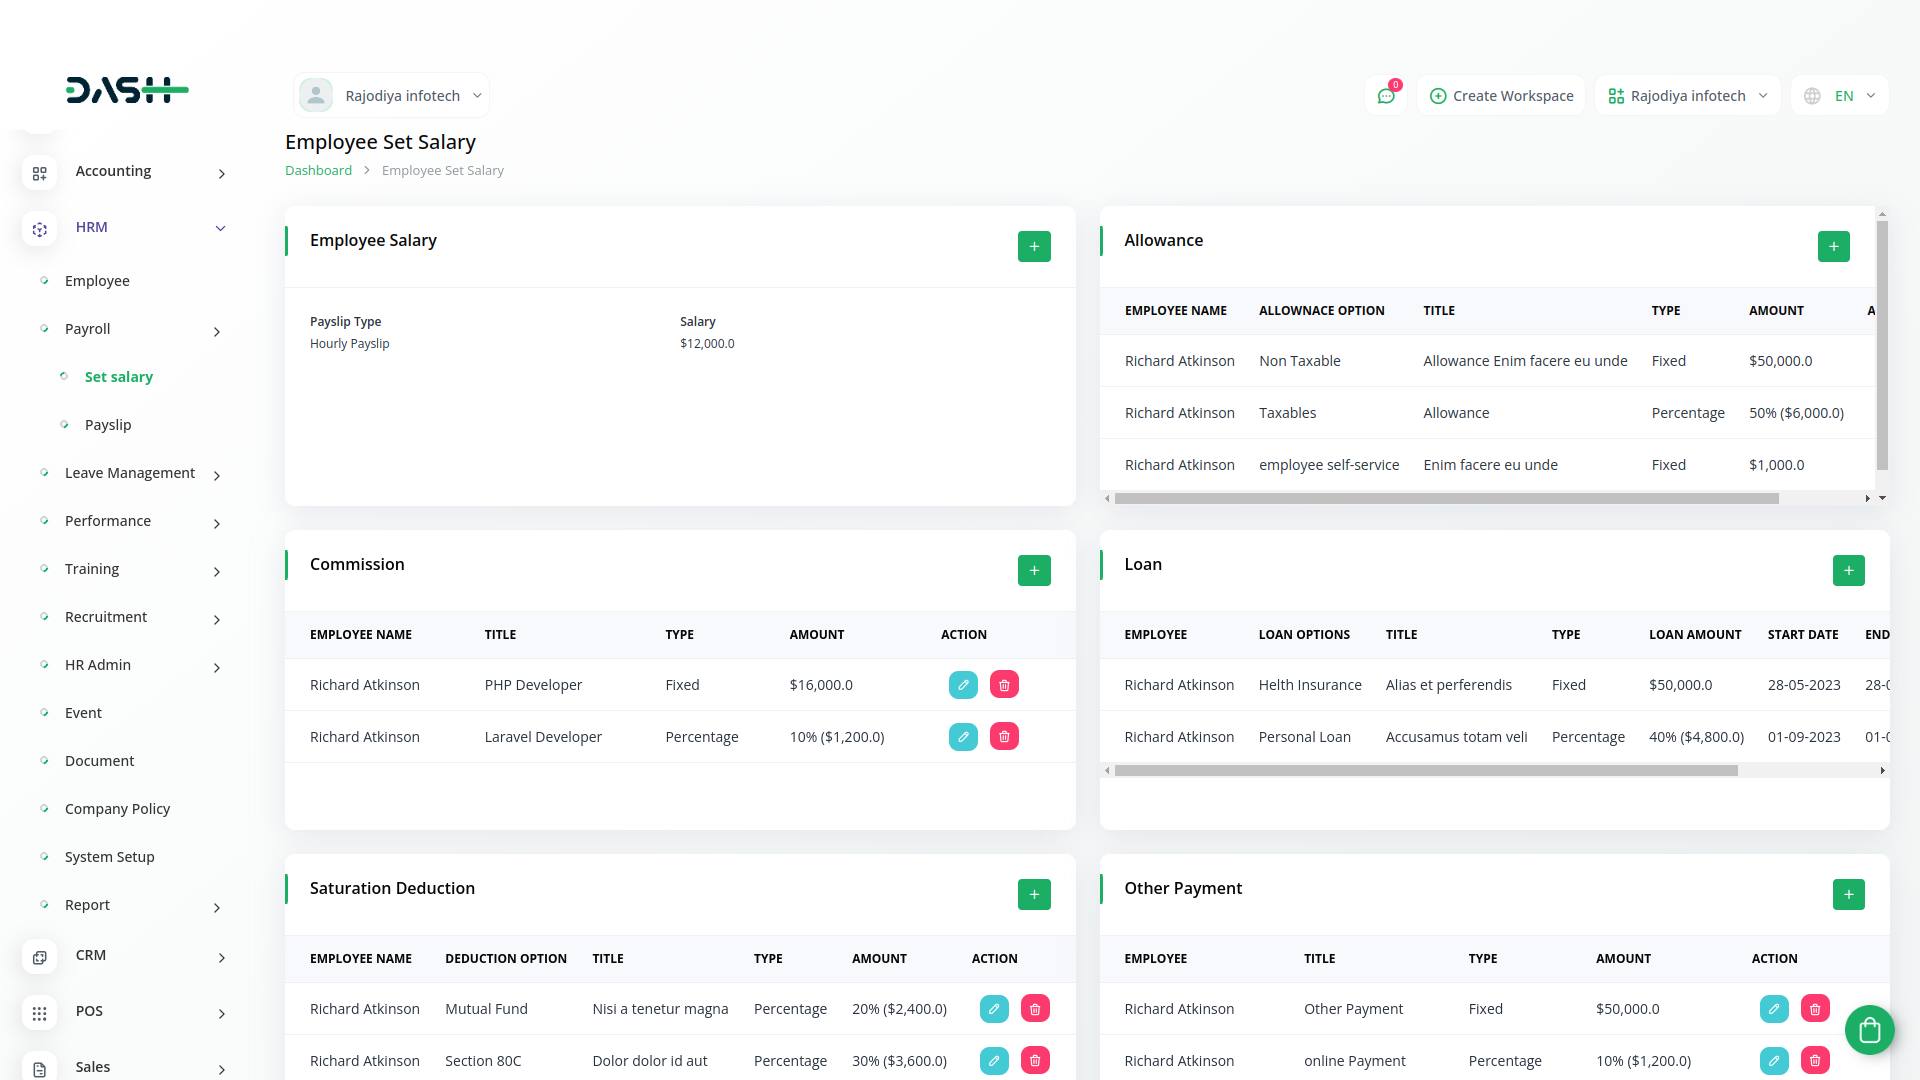 DASH
Rajodiya infotech
0
Create Workspace
Rajodiya infotech
EN
Employee Set Salary
Dashboard > Employee Set Salary
Accounting
HRM
Employee
Payroll
Set salary
Payslip
Leave Management
Performance
Training
Recruitment
HR Admin
Event
Document
Company Policy
System Setup
Report
CRM
POS
Sales
Employee Salary
Payslip Type Salary
Hourly Payslip $12,000.0
Allowance
EMPLOYEE NAME ALLOWNACE OPTION TITLE TYPE AMOUNT A
Richard Atkinson Non Taxable Allowance Enim facere eu unde Fixed $50,000.0
Richard Atkinson Taxables Allowance Percentage 50% ($6,000.0)
Richard Atkinson employee self-service Enim facere eu unde Fixed $1,000.0
Commission
EMPLOYEE NAME TITLE TYPE AMOUNT ACTION
Richard Atkinson PHP Developer Fixed $16,000.0
Richard Atkinson Laravel Developer Percentage 10% ($1,200.0)
Loan
EMPLOYEE LOAN OPTIONS TITLE TYPE LOAN AMOUNT START DATE END
Richard Atkinson Helth Insurance Alias et perferendis Fixed $50,000.0 28-05-2023 28-0
Richard Atkinson Personal Loan Accusamus totam veli Percentage 40% ($4,800.0) 01-09-2023 01-0
Saturation Deduction
EMPLOYEE NAME DEDUCTION OPTION TITLE TYPE AMOUNT ACTION
Richard Atkinson Mutual Fund Nisi a tenetur magna Percentage 20% ($2,400.0)
Richard Atkinson Section 80C Dolor dolor id aut Percentage 30% ($3,600.0)
Other Payment
EMPLOYEE TITLE TYPE AMOUNT ACTION
Richard Atkinson Other Payment Fixed $50,000.0
Richard Atkinson online Payment Percentage 10% ($1,200.0)